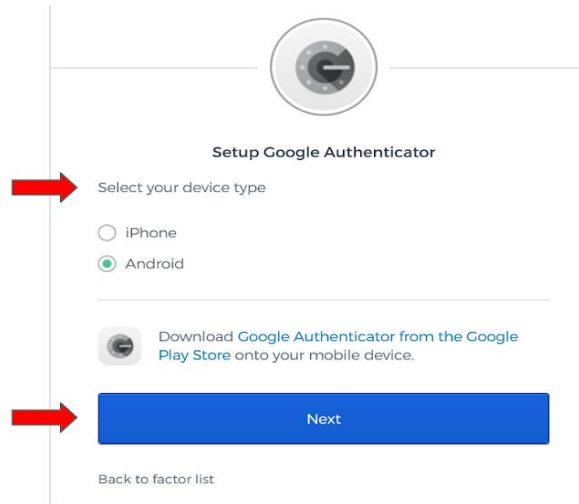 Setup Google Authenticator
Select your device type
iPhone
Android
Download Google Authenticator from the Google
Play Store onto your mobile device.
Next
Back to factor list